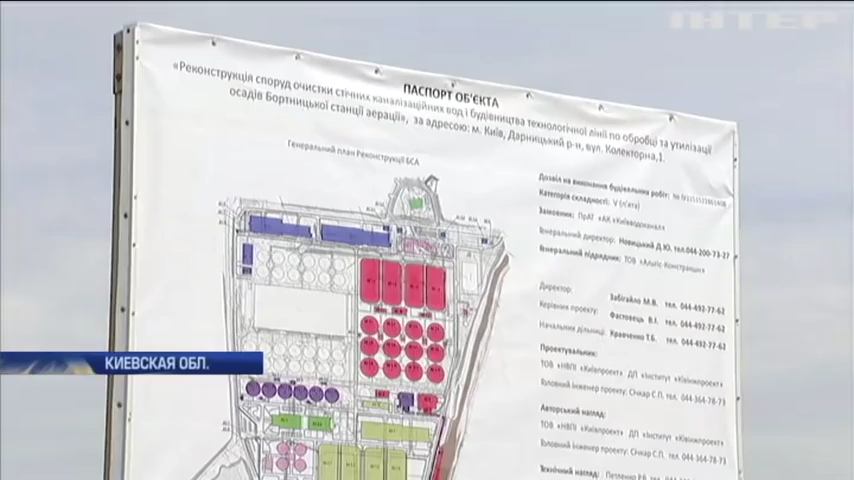 ІНТЕР
ПАСПОРТ ОБ'ЄКТА
«Реконструкція споруд очистки стічних каналізаційних вод і будівництва технологічної лінії по обробці та утилізації
осадів Бортницької станції аерації», за адресою: м. Київ, Дарницький р-н, вул. Колекторна,1.
Генеральний план Реконструкції БСА
Дозвіл на виконання будівельних робіт:
Категорія складності: V (п'ята)
Замовник: ПрАТ «АК «Київводоканал»
Генеральний директор: Новицький Д.Ю. тел.044-200-73-27
Генеральний підрядник: ТОВ «Альтіс-Констракшн»
Директор: Забігайло М.В. тел. 044-492-77-62
Керівник проекту: Фастовець В.І. тел. 044-492-77-62
Начальник дільниці: Кравченко Т.Б. тел. 044-492-77-62
Проектувальник:
ТОВ «НВПІ «Київпроект» ДП «Інститут «Київінжпроект»
Головний інженер проекту: Січкар С.П. тел. 044-364-78-73
Авторський нагляд:
ТОВ «НВПІ «Київпроект» ДП «Інститут «Київінжпроект»
Головний інженер проекту: Січкар С.П. тел. 044-364-78-73
Технічний нагляд: Петленко Р.В. тел.
КИЕВСКАЯ ОБЛ.